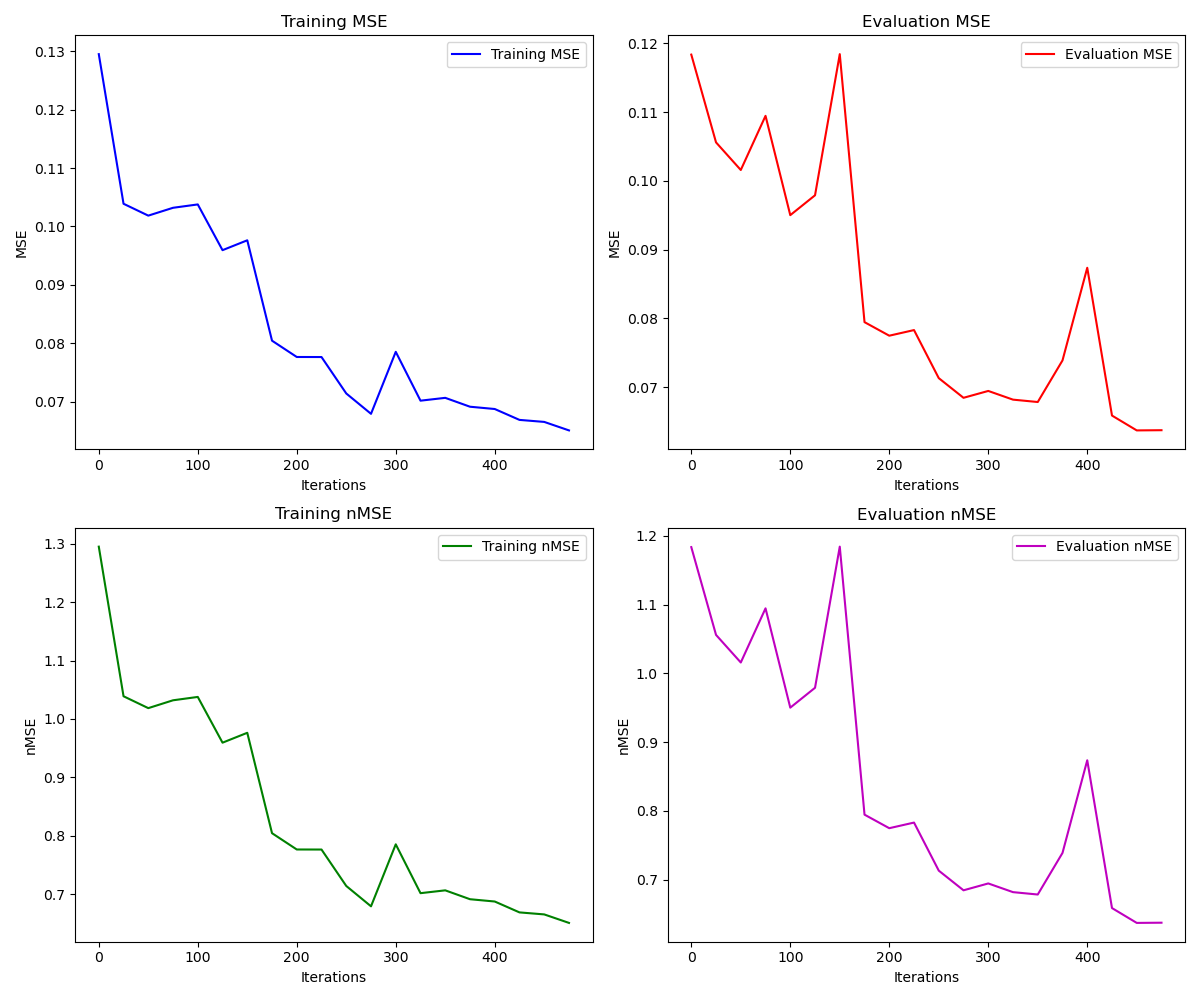 Training MSE
Training MSE
0.13
0.12
0.11
0.10
0.09
0.08
0.07
MSE
0 100 200 300 400
Iterations
Evaluation MSE
Evaluation MSE
0.12
0.11
0.10
0.09
0.08
0.07
MSE
0 100 200 300 400
Iterations
Training nMSE
Training nMSE
1.3
1.2
1.1
1.0
0.9
0.8
0.7
nMSE
0 100 200 300 400
Iterations
Evaluation nMSE
Evaluation nMSE
1.2
1.1
1.0
0.9
0.8
0.7
nMSE
0 100 200 300 400
Iterations